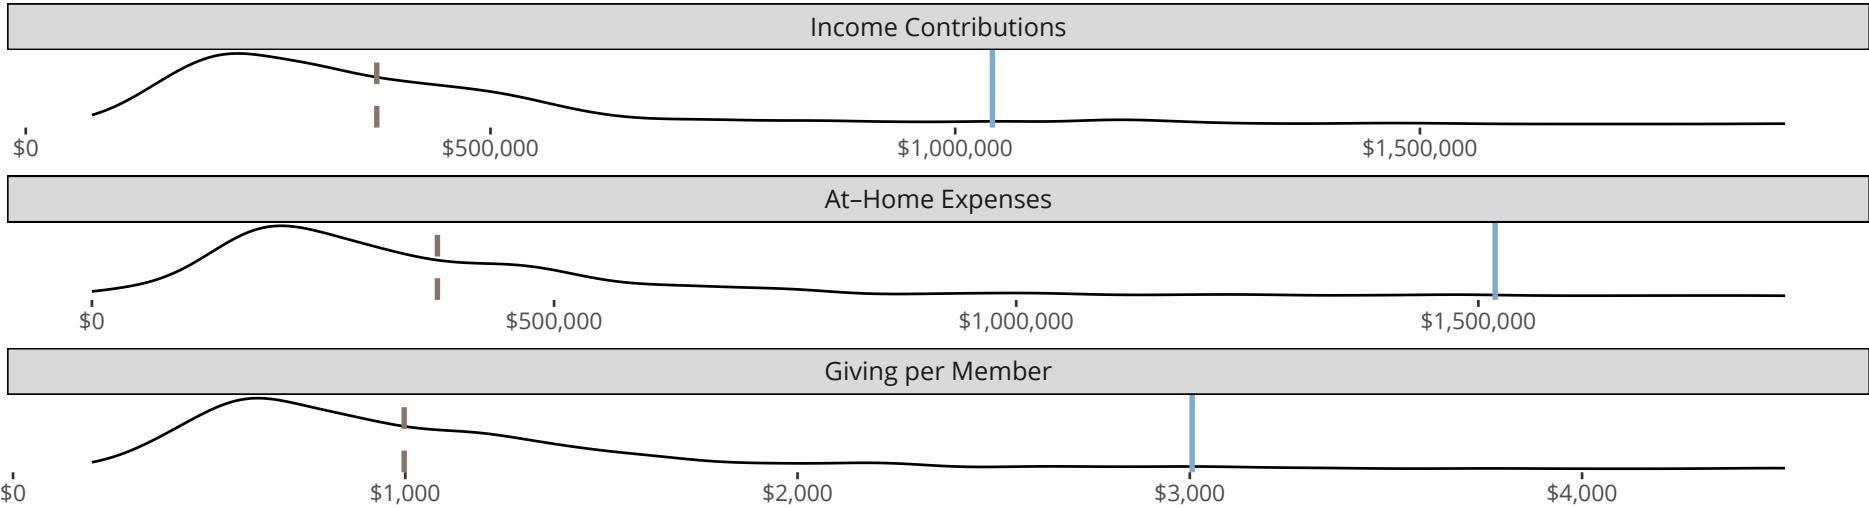 Income Contributions
$0 $500,000 $1,000,000 $1,500,000
At–Home Expenses
$0 $500,000 $1,000,000 $1,500,000
Giving per Member
$0 $1,000 $2,000 $3,000 $4,000